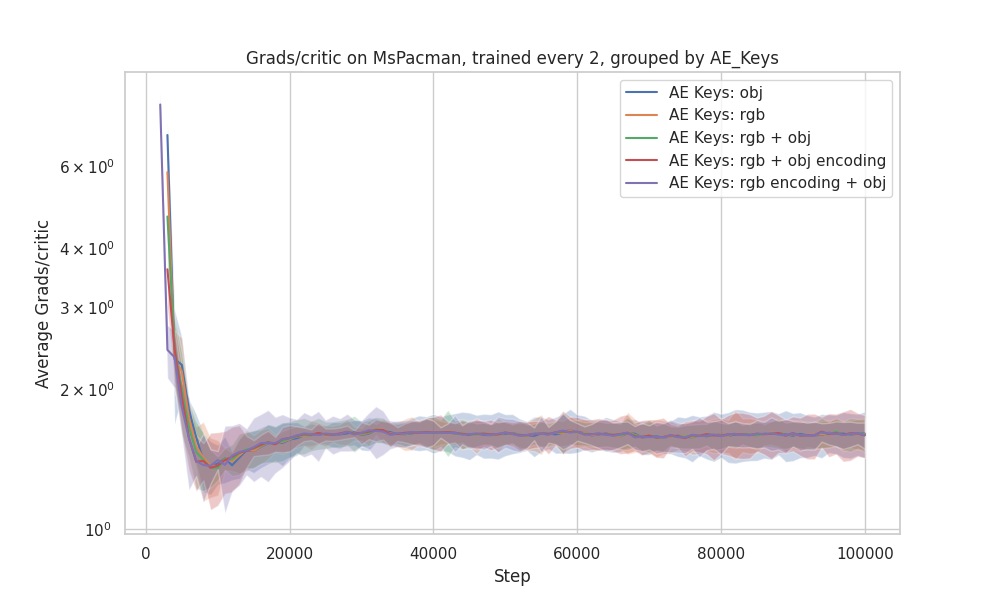 Grads/critic on MsPacman, trained every 2, grouped by AE_Keys
AE Keys: obj
AE Keys: rgb
AE Keys: rgb + obj
AE Keys: rgb + obj encoding
AE Keys: rgb encoding + obj
Average Grads/critic
6 × 10⁰
4 × 10⁰
3 × 10⁰
2 × 10⁰
10⁰
0 20000 40000 60000 80000 100000
Step